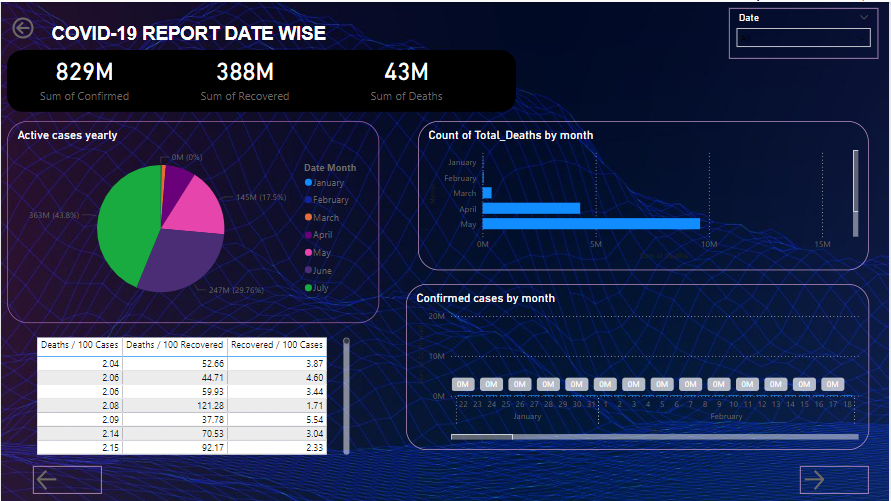 COVID-19 REPORT DATE WISE
Date
829M
388M
43M
Sum of Confirmed
Sum of Recovered
Sum of Deaths
Active cases yearly
0M (0%)
145M (17.5%)
363M (43.8%)
247M (29.76%)
Date Month
January
February
March
April
May
June
July
Count of Total_Deaths by month
January
February
March
April
May
0M 5M 10M 15M
Confirmed cases by month
20M
10M
0M
0M 0M 0M 0M 0M 0M 0M 0M 0M 0M 0M 0M 0M 0M
22 23 24 25 26 27 28 29 30 31 1 2 3 4 5 6 7 8 9 10 11 12 13 14 15 16 17 18
January February
Deaths / 100 Cases Deaths / 100 Recovered Recovered / 100 Cases
2.04 52.66 3.87
2.06 44.71 4.60
2.06 59.93 3.44
2.08 121.28 1.71
2.09 37.78 5.54
2.14 70.53 3.04
2.15 92.17 2.33